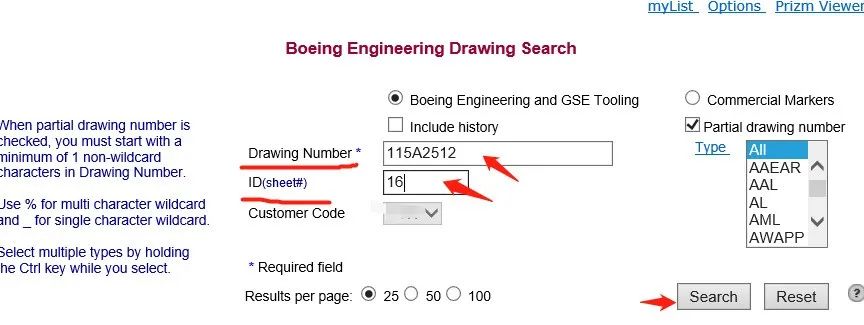 myList Options Prizm Viewer
Boeing Engineering Drawing Search
Boeing Engineering and GSE Tooling
Commercial Markers
Include history
Partial drawing number
When partial drawing number is
checked, you must start with a
minimum of 1 non-wildcard
characters in Drawing Number.
Use % for multi character wildcard
and _ for single character wildcard.
Select multiple types by holding
the Ctrl key while you select.
Drawing Number * 115A2512
ID(sheet#) 16
Customer Code
Type
All
AAEAR
AAL
AL
AML
AWAPP
* Required field
Results per page: 25 50 100
Search Reset ?